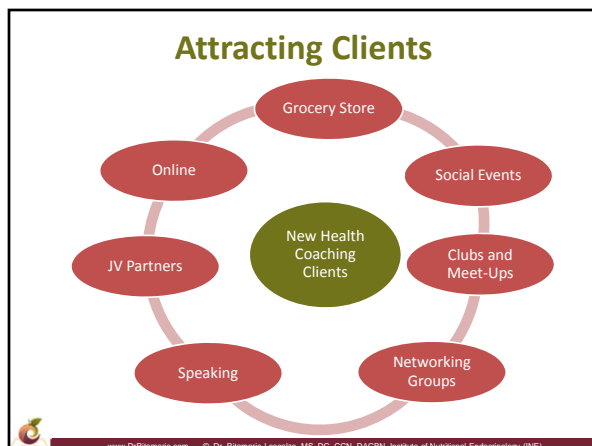 Attracting Clients
Grocery Store
Social Events
Clubs and
Meet-Ups
Networking
Groups
Speaking
JV Partners
Online
New Health
Coaching
Clients